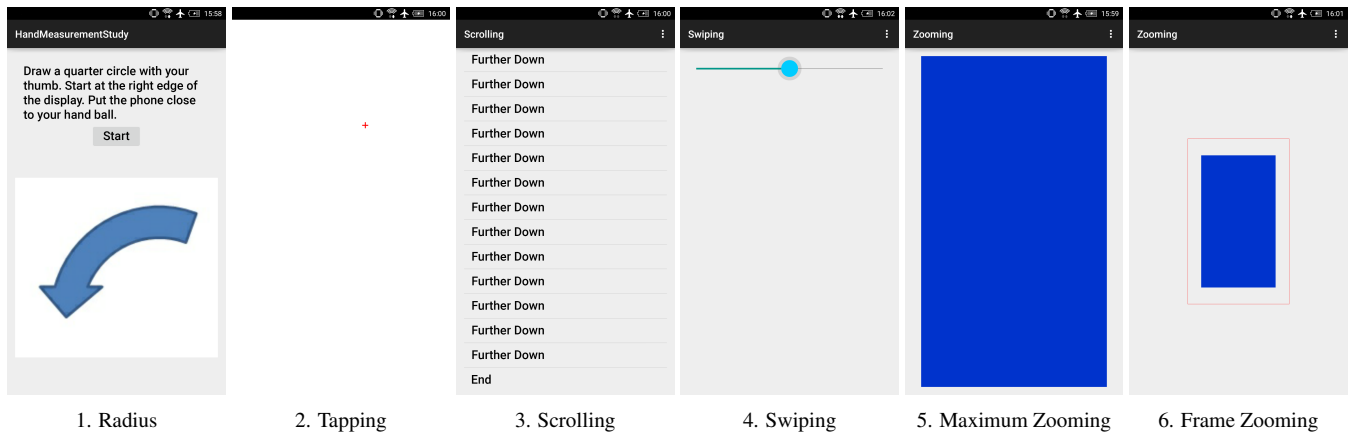 15:58
HandMeasurementStudy
Draw a quarter circle with your
thumb. Start at the right edge of
the display. Put the phone close
to your hand ball.
Start
1. Radius
16:00
+
2. Tapping
16:00
Scrolling
Further Down
Further Down
Further Down
Further Down
Further Down
Further Down
Further Down
Further Down
Further Down
Further Down
Further Down
Further Down
Further Down
End
3. Scrolling
16:02
Swiping
4. Swiping
15:59
Zooming
5. Maximum Zooming
16:01
Zooming
6. Frame Zooming